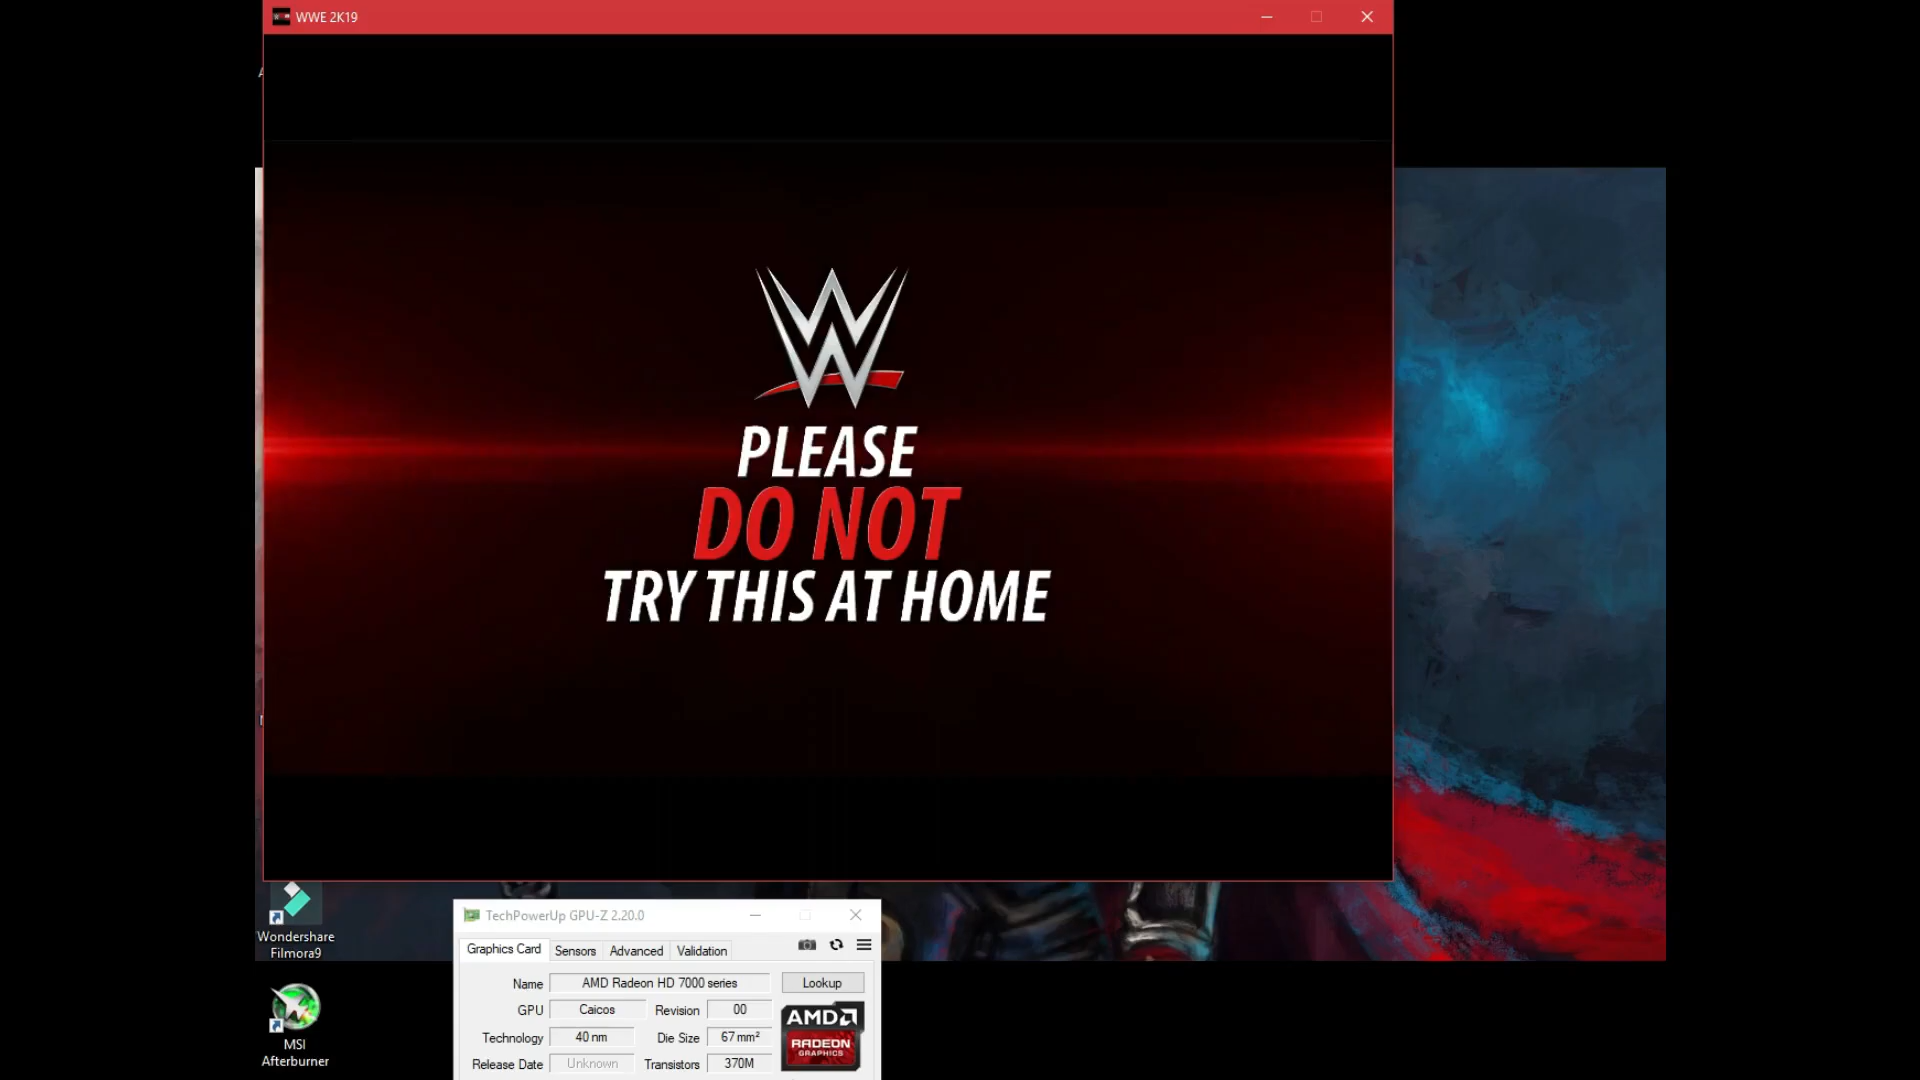 WWE 2K19
PLEASE
DO NOT
TRY THIS AT HOME
Wondershare
Filmora9
MSI
Afterburner
TechPowerUp GPU-Z 2.20.0
Graphics Card Sensors Advanced Validation
Name AMD Radeon HD 7000 series Lookup
GPU Caicos Revision 00
Technology 40 nm Die Size 67 mm²
Release Date Unknown Transistors 370M
AMD
RADEON
GRAPHICS